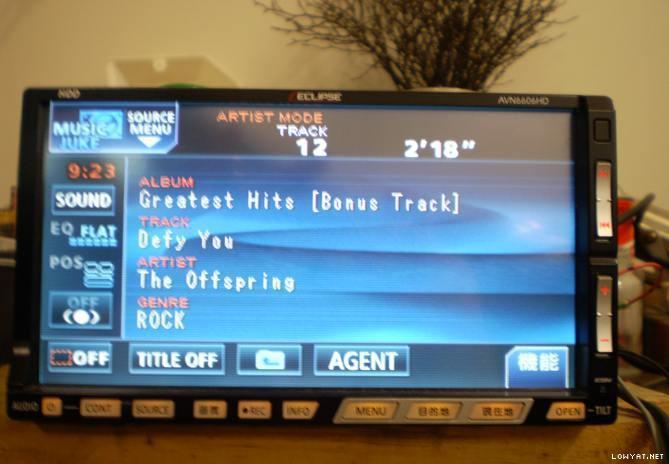 HDD
ECLIPSE
AVN6606HD
MUSIC JUKE
SOURCE MENU
ARTIST MODE
TRACK
12
2'18"
9:23
SOUND
EQ FLAT
POS
OFF
ALBUM
Greatest Hits [Bonus Track]
TRACK
Defy You
ARTIST
The Offspring
GENRE
ROCK
OFF
TITLE OFF
AGENT
機能
AUDIO
CONT
SOURCE
画質
●REC
INFO
MENU
目的地
現在地
OPEN
TILT
LOWYAT.NET